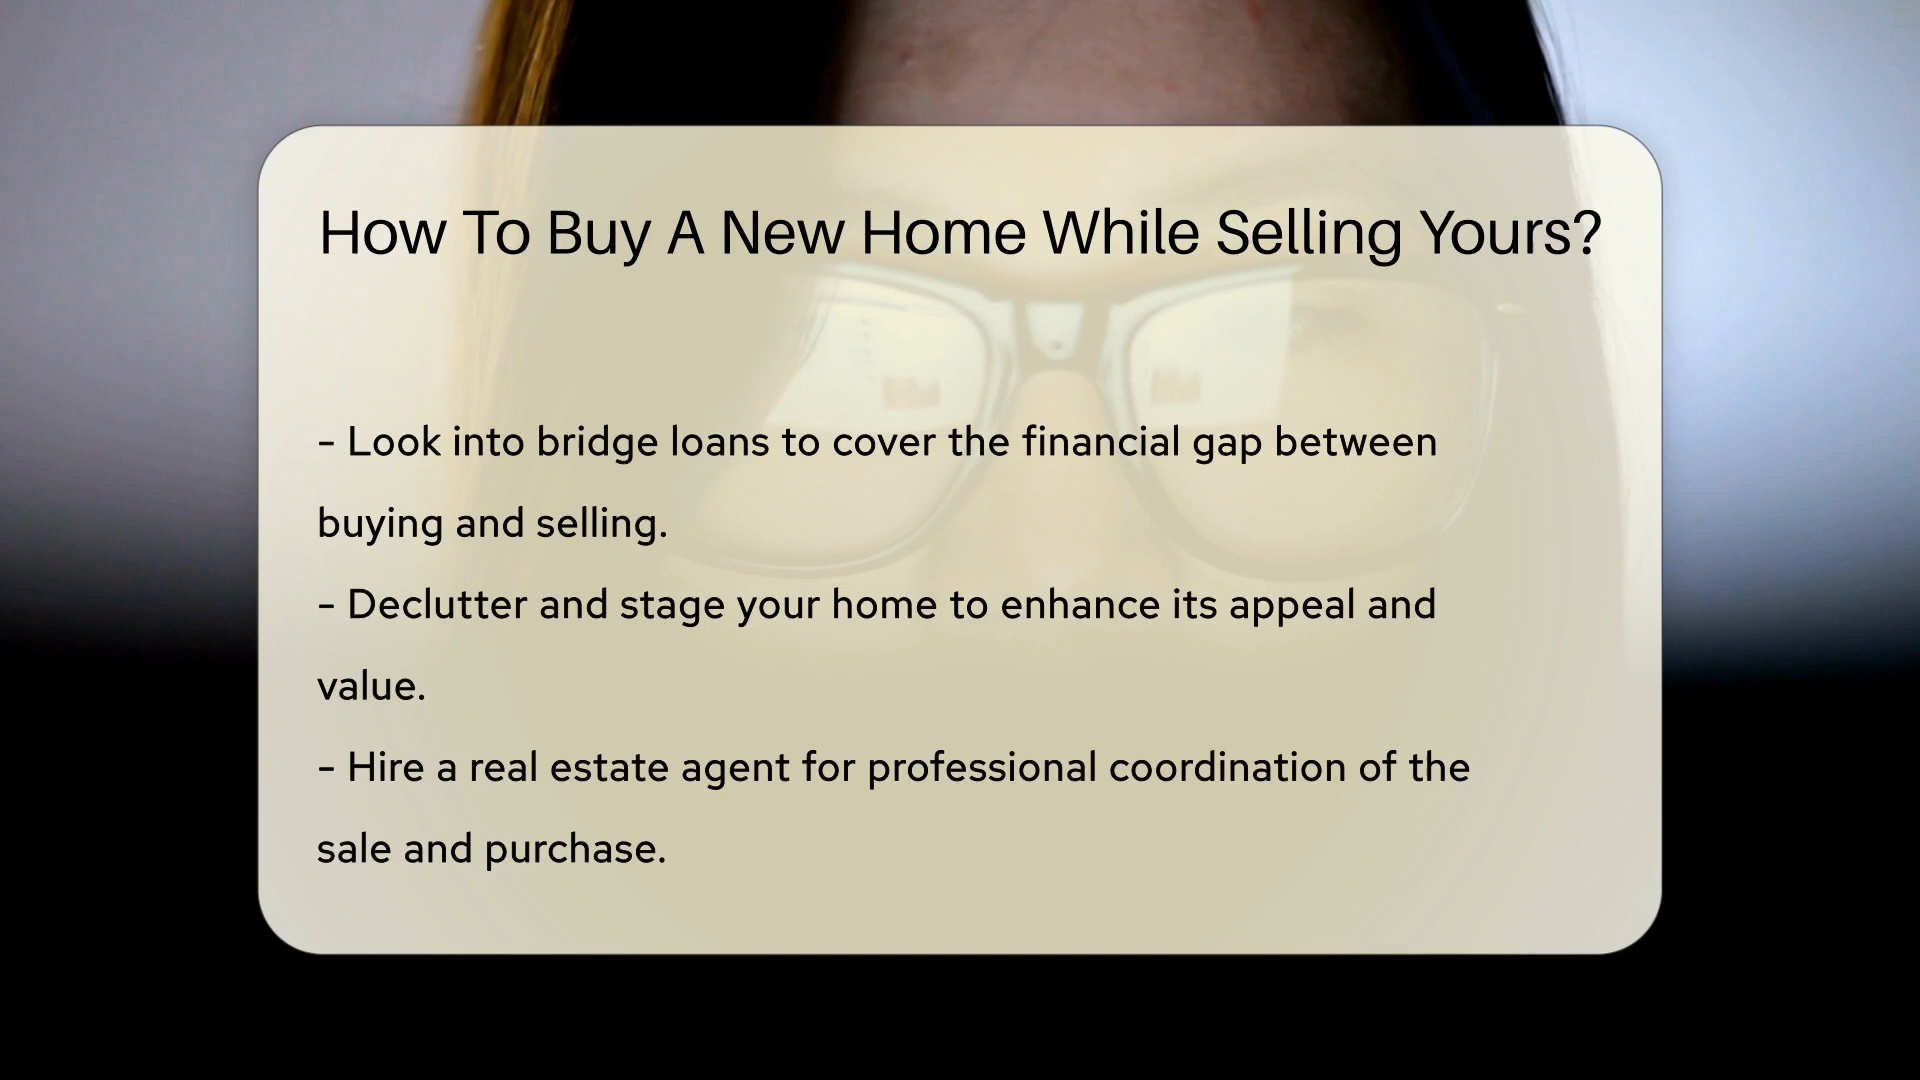 How To Buy A New Home While Selling Yours?
- Look into bridge loans to cover the financial gap between
buying and selling.
- Declutter and stage your home to enhance its appeal and
value.
- Hire a real estate agent for professional coordination of the
sale and purchase.